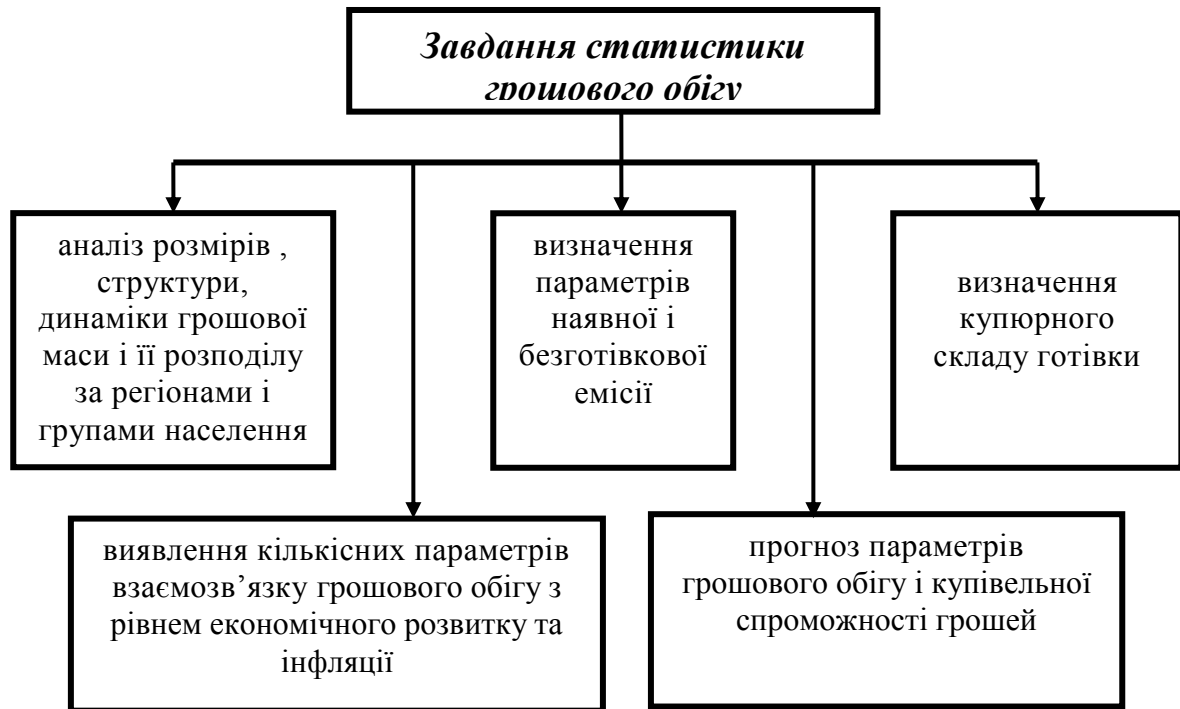 Завдання статистики
грошового обігу
аналіз розмірів ,
структури,
динаміки грошової
маси і її розподілу
за регіонами і
групами населення
визначення
параметрів
наявної і
безготівкової
емісії
визначення
купюрного
складу готівки
виявлення кількісних параметрів
взаємозв’язку грошового обігу з
рівнем економічного розвитку та
інфляції
прогноз параметрів
грошового обігу і купівельної
спроможності грошей